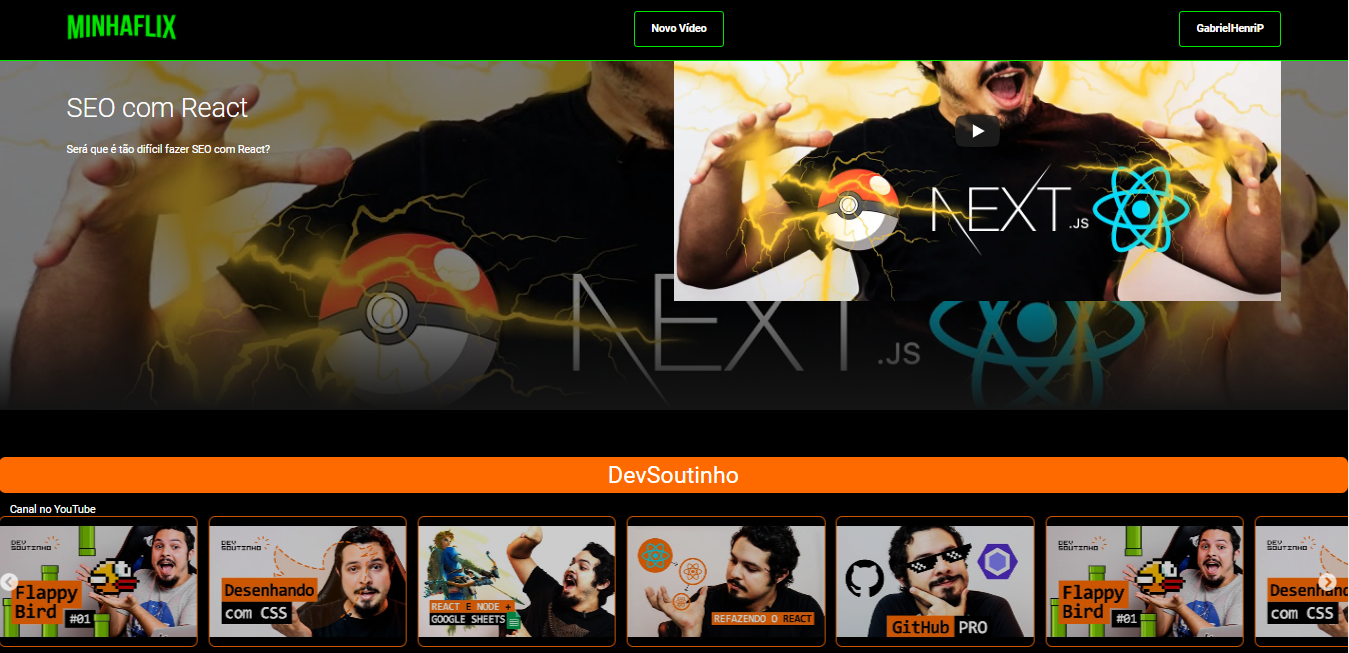 MINHAFLIX
Novo Vídeo
GabrielHenriP
SEO com React
Será que é tão difícil fazer SEO com React?
NEXT
.JS
NEXT
.JS
DevSoutinho
Canal no YouTube
DEV
SOUTINHO
Flappy
Bird #01
DEV
SOUTINHO
Desenhando
com CSS
REACT E NODE +
GOOGLE SHEETS
REFAZENDO O REACT
GitHub PRO
DEV
SOUTINHO
Flappy
Bird #01
DEV
SOUTINHO
Desenhando
com CSS